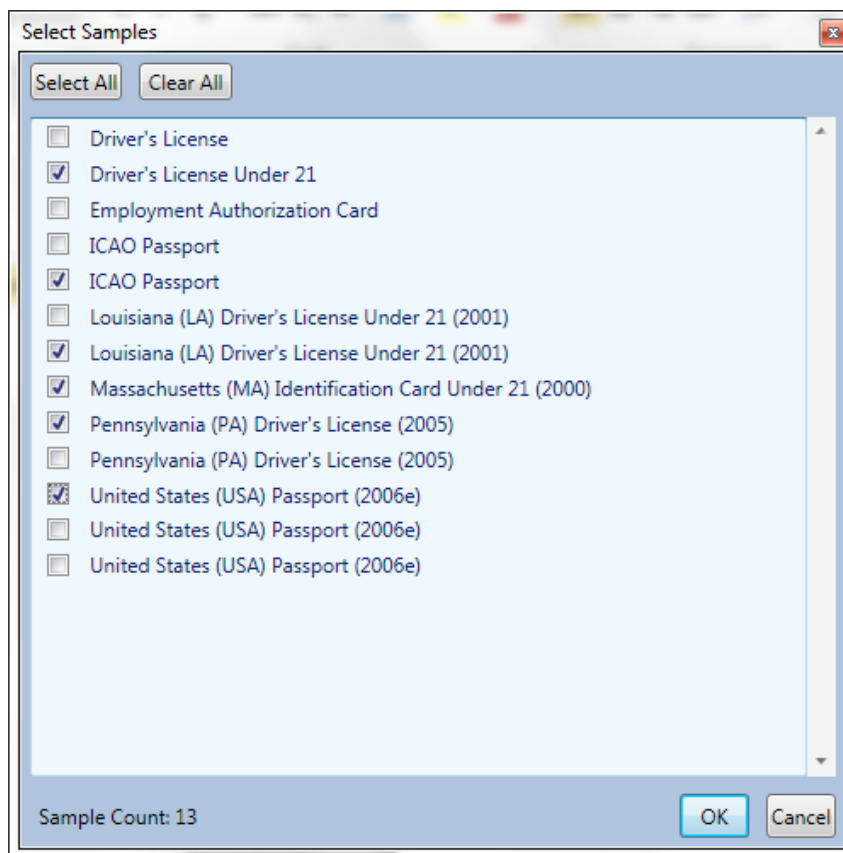 Select Samples
Select All Clear All
Driver's License
Driver's License Under 21
Employment Authorization Card
ICAO Passport
ICAO Passport
Louisiana (LA) Driver's License Under 21 (2001)
Louisiana (LA) Driver's License Under 21 (2001)
Massachusetts (MA) Identification Card Under 21 (2000)
Pennsylvania (PA) Driver's License (2005)
Pennsylvania (PA) Driver's License (2005)
United States (USA) Passport (2006e)
United States (USA) Passport (2006e)
United States (USA) Passport (2006e)
Sample Count: 13 OK Cancel